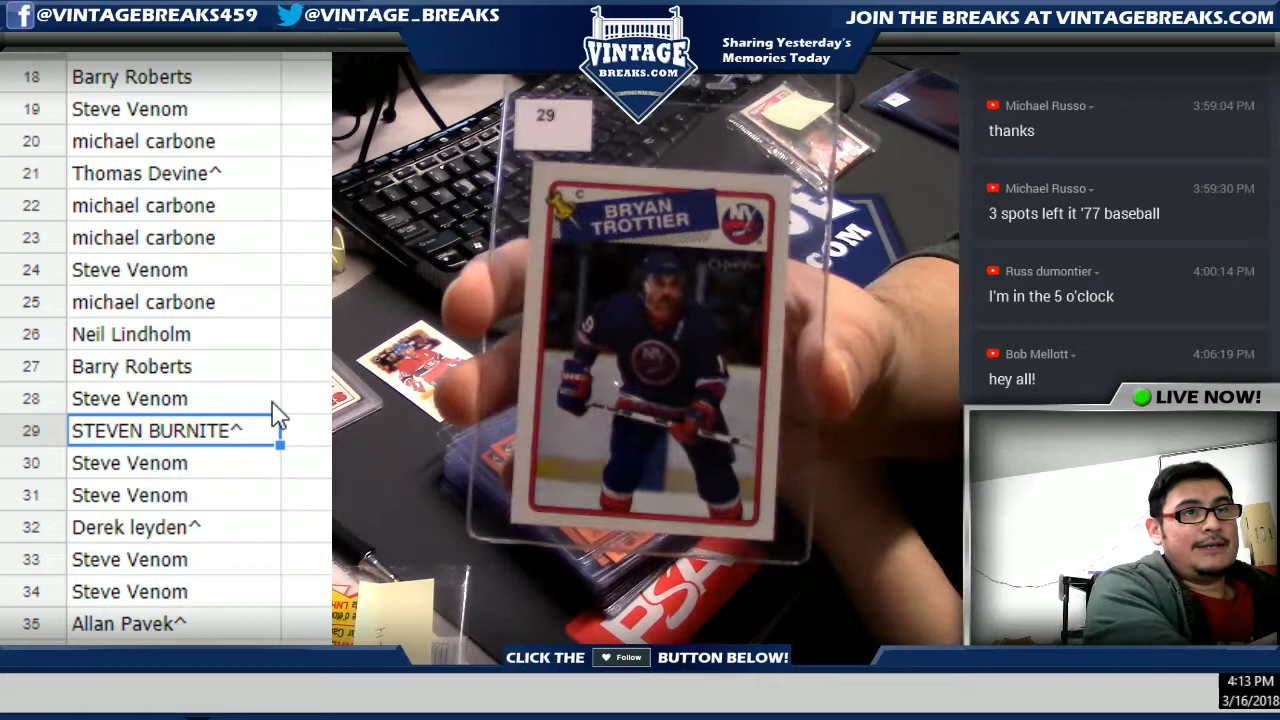 @VINTAGEBREAKS459
@VINTAGE_BREAKS
VINTAGE
BREAKS.COM
Sharing Yesterday's
Memories Today
JOIN THE BREAKS AT VINTAGEBREAKS.COM
18 Barry Roberts
19 Steve Venom
20 michael carbone
21 Thomas Devine^
22 michael carbone
23 michael carbone
24 Steve Venom
25 michael carbone
26 Neil Lindholm
27 Barry Roberts
28 Steve Venom
29 STEVEN BURNITE^
30 Steve Venom
31 Steve Venom
32 Derek leyden^
33 Steve Venom
34 Steve Venom
35 Allan Pavek^
29
C
BRYAN
TROTTIER
NY
NY
COM
PSA
Michael Russo 3:59:04 PM
thanks
Michael Russo 3:59:30 PM
3 spots left it '77 baseball
Russ dumontier 4:00:14 PM
I'm in the 5 o'clock
Bob Mellott 4:06:19 PM
hey all!
LIVE NOW!
CLICK THE Follow BUTTON BELOW!
4:13 PM
3/16/2018